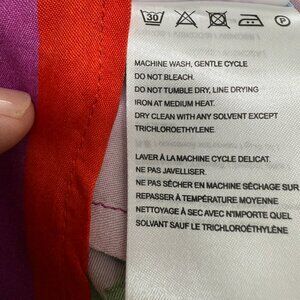 30
P
MACHINE WASH, GENTLE CYCLE
DO NOT BLEACH.
DO NOT TUMBLE DRY, LINE DRYING
IRON AT MEDIUM HEAT.
DRY CLEAN WITH ANY SOLVENT EXCEPT
TRICHLOROETHYLENE
LAVER À LA MACHINE CYCLE DELICAT.
NE PAS JAVELLISER.
NE PAS SÉCHER EN MACHINE SÉCHAGE SUR
REPASSER À TEMPÉRATURE MOYENNE
NETTOYAGE À SEC AVEC N'IMPORTE QUEL
SOLVANT SAUF LE TRICHLOROÉTHYLÈNE